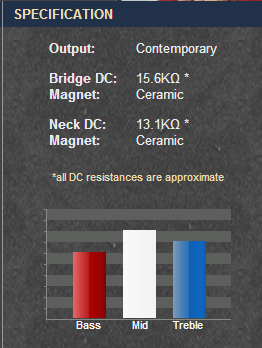 SPECIFICATION
Output: Contemporary
Bridge DC: 15.6KΩ *
Magnet: Ceramic
Neck DC: 13.1KΩ *
Magnet: Ceramic
*all DC resistances are approximate
Bass Mid Treble